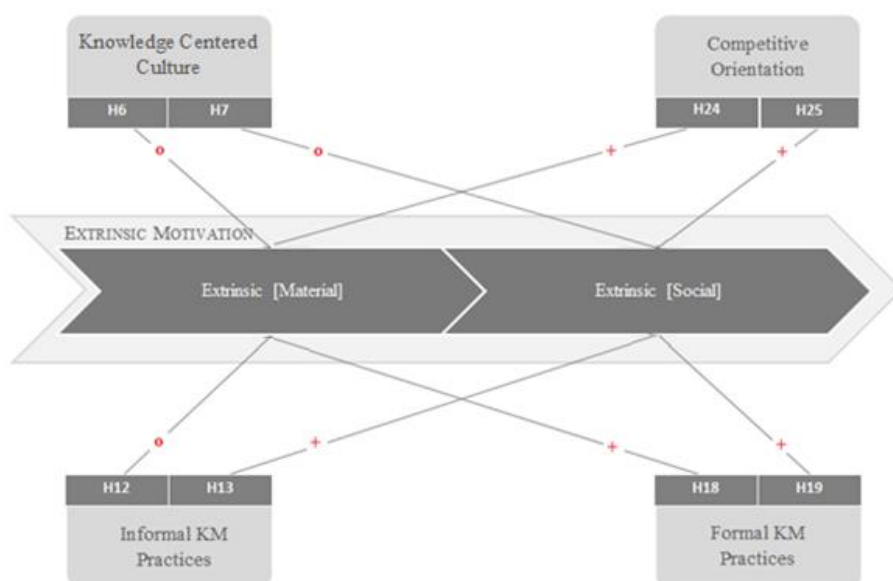 Knowledge Centered
Culture
Competitive
Orientation
H6 H7
H24 H25
o o + +
EXTRINSIC MOTIVATION
Extrinsic [Material] Extrinsic [Social]
o + + +
H12 H13
H18 H19
Informal KM
Practices
Formal KM
Practices